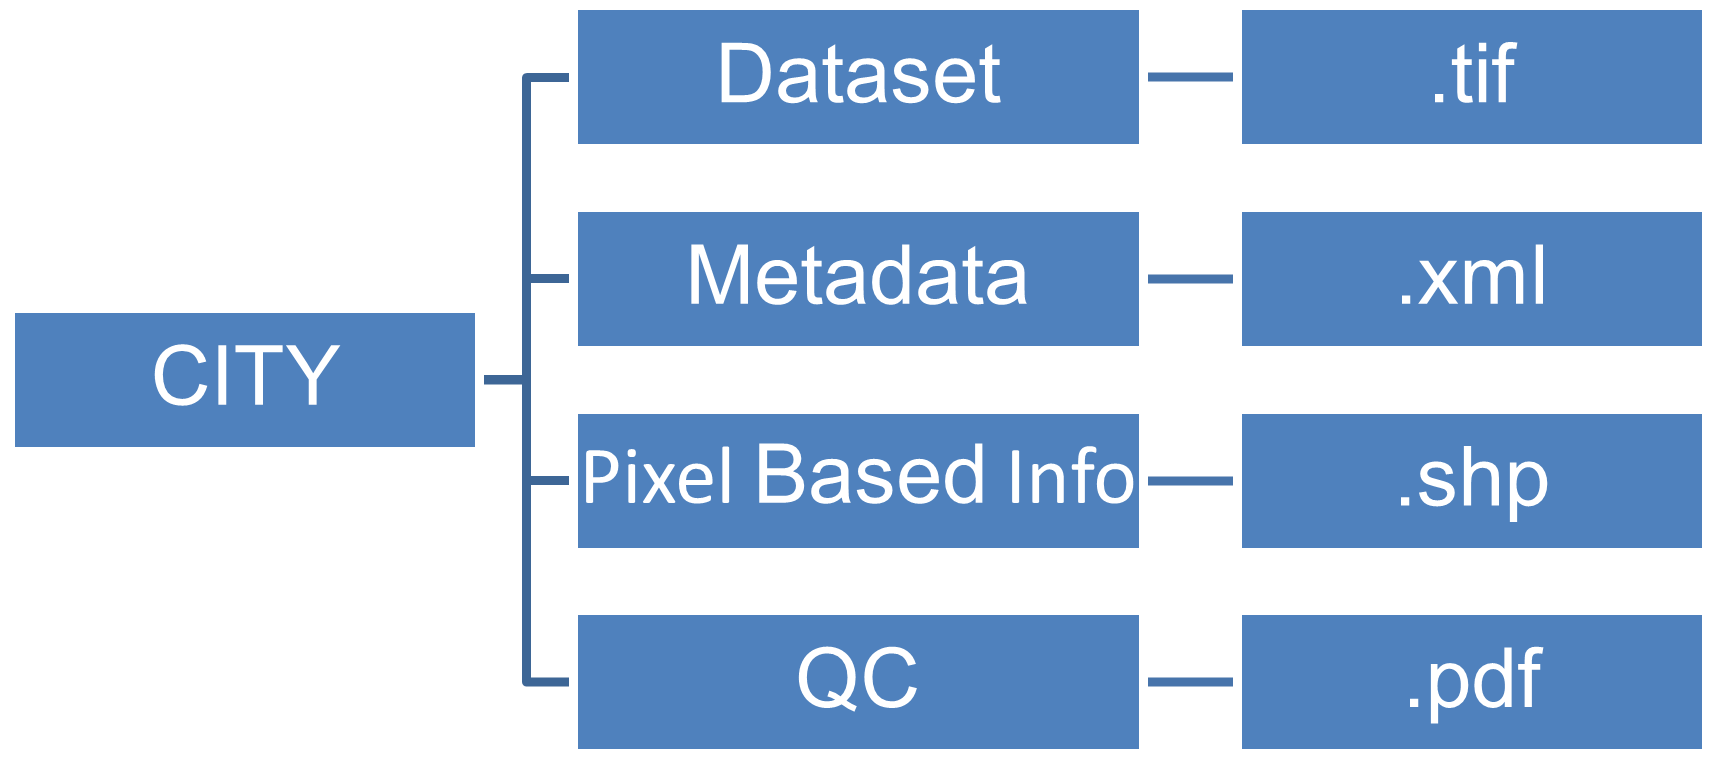 Dataset
.tif
Metadata
.xml
CITY
Pixel Based Info
.shp
QC
.pdf